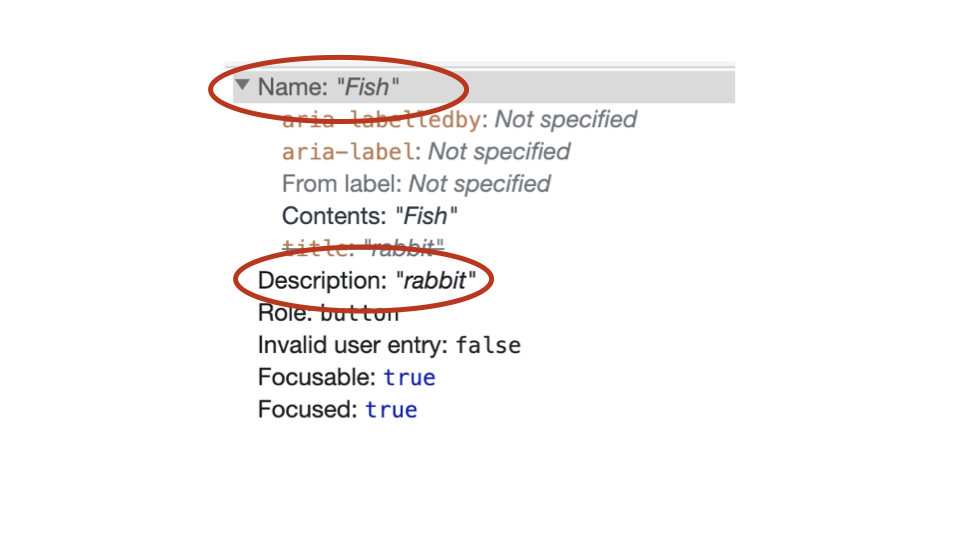 Name: "Fish"
aria-labelledby: Not specified
aria-label: Not specified
From label: Not specified
Contents: "Fish"
title: "rabbit"
Description: "rabbit"
Role: button
Invalid user entry: false
Focusable: true
Focused: true